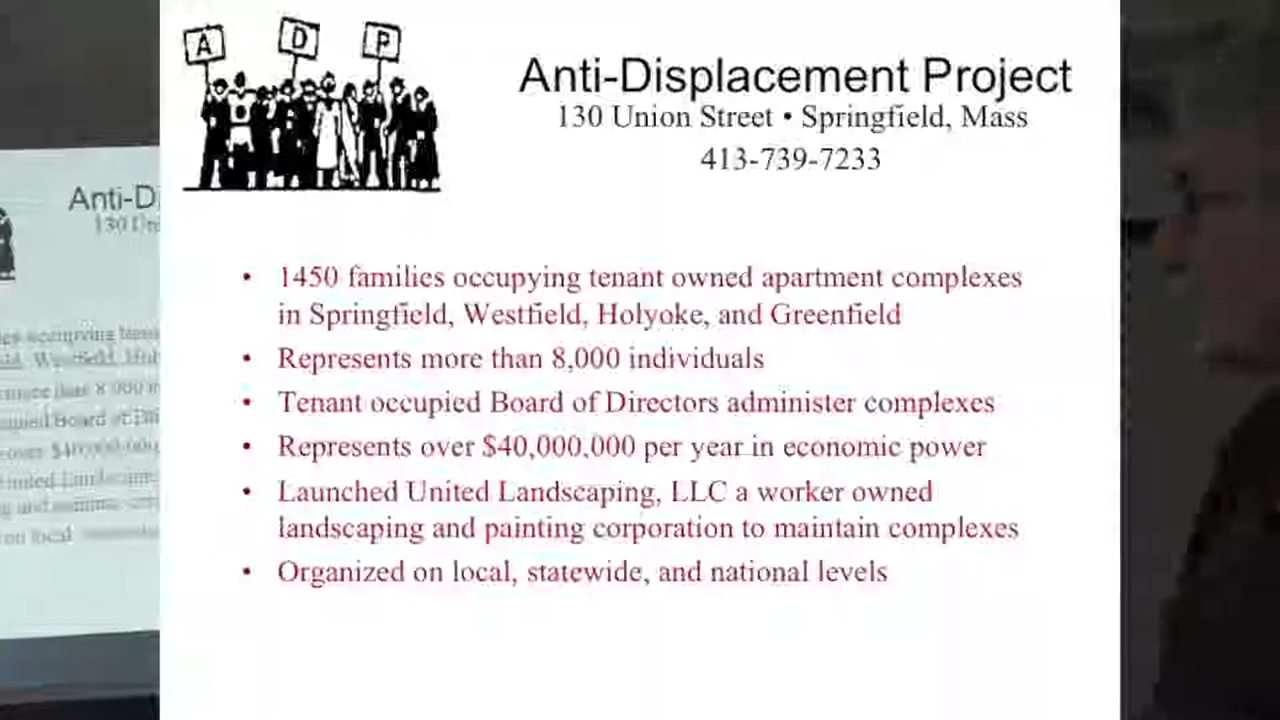 A D P
Anti-Displacement Project
130 Union Street • Springfield, Mass
413-739-7233
• 1450 families occupying tenant owned apartment complexes
in Springfield, Westfield, Holyoke, and Greenfield
• Represents more than 8,000 individuals
• Tenant occupied Board of Directors administer complexes
• Represents over $40,000,000 per year in economic power
• Launched United Landscaping, LLC a worker owned
landscaping and painting corporation to maintain complexes
• Organized on local, statewide, and national levels
Anti-D
130 Uni